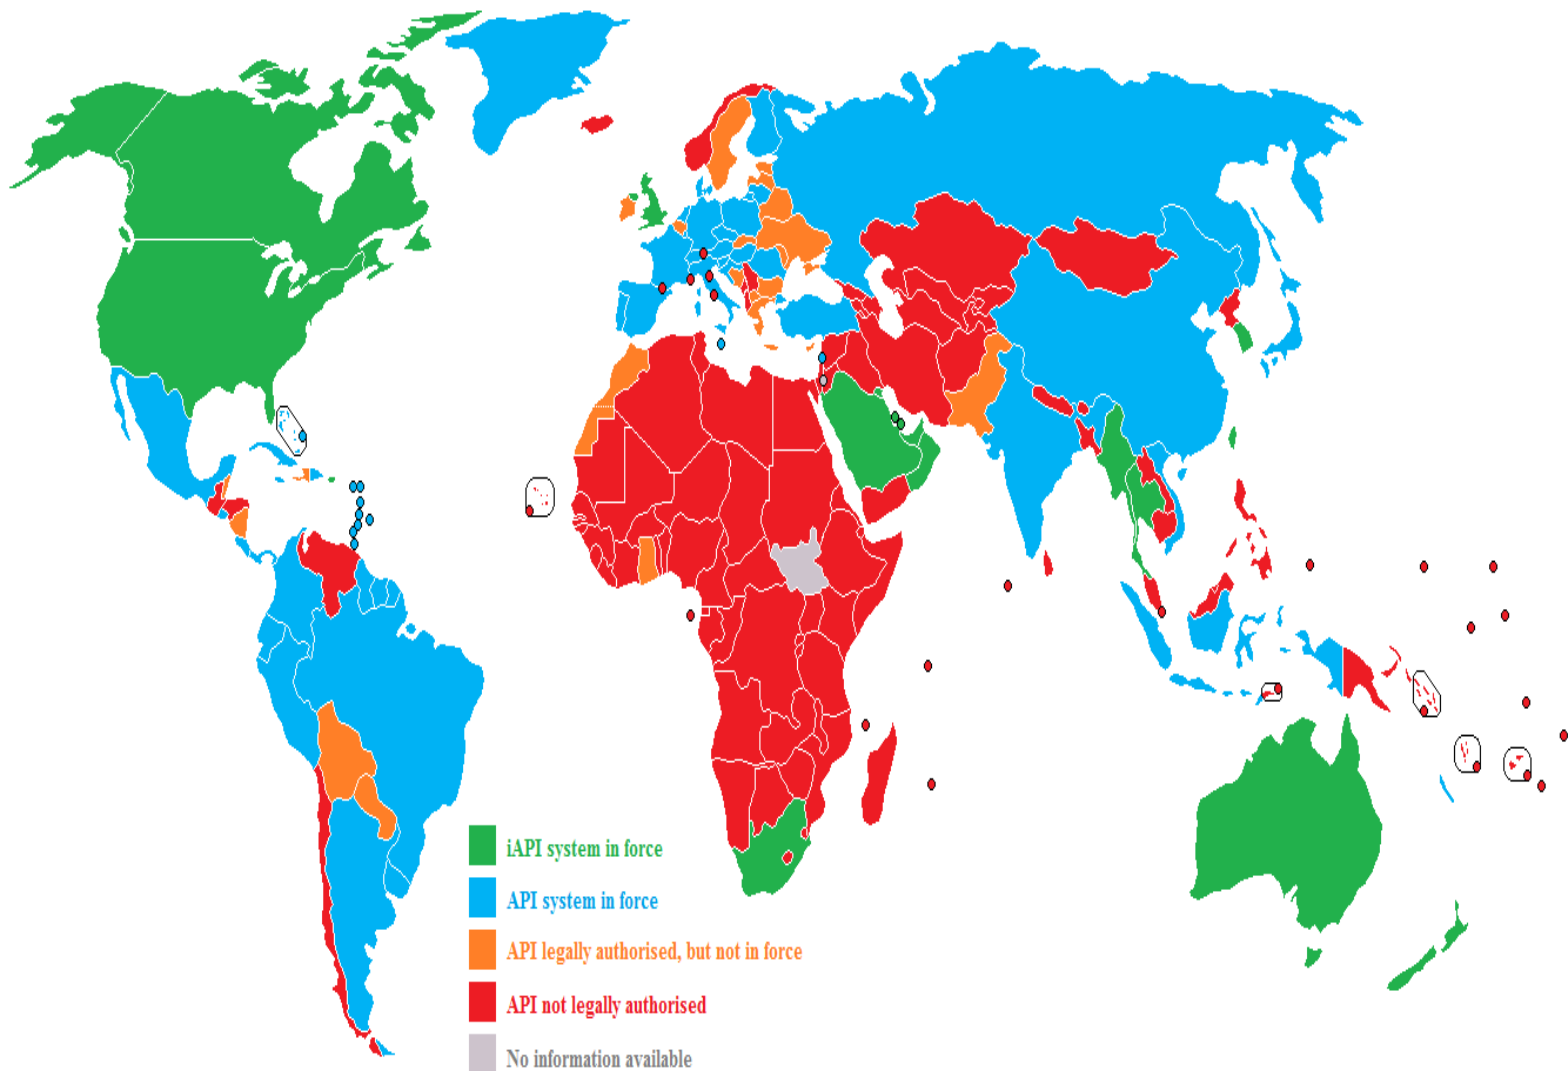 iAPI system in force
API system in force
API legally authorised, but not in force
API not legally authorised
No information available